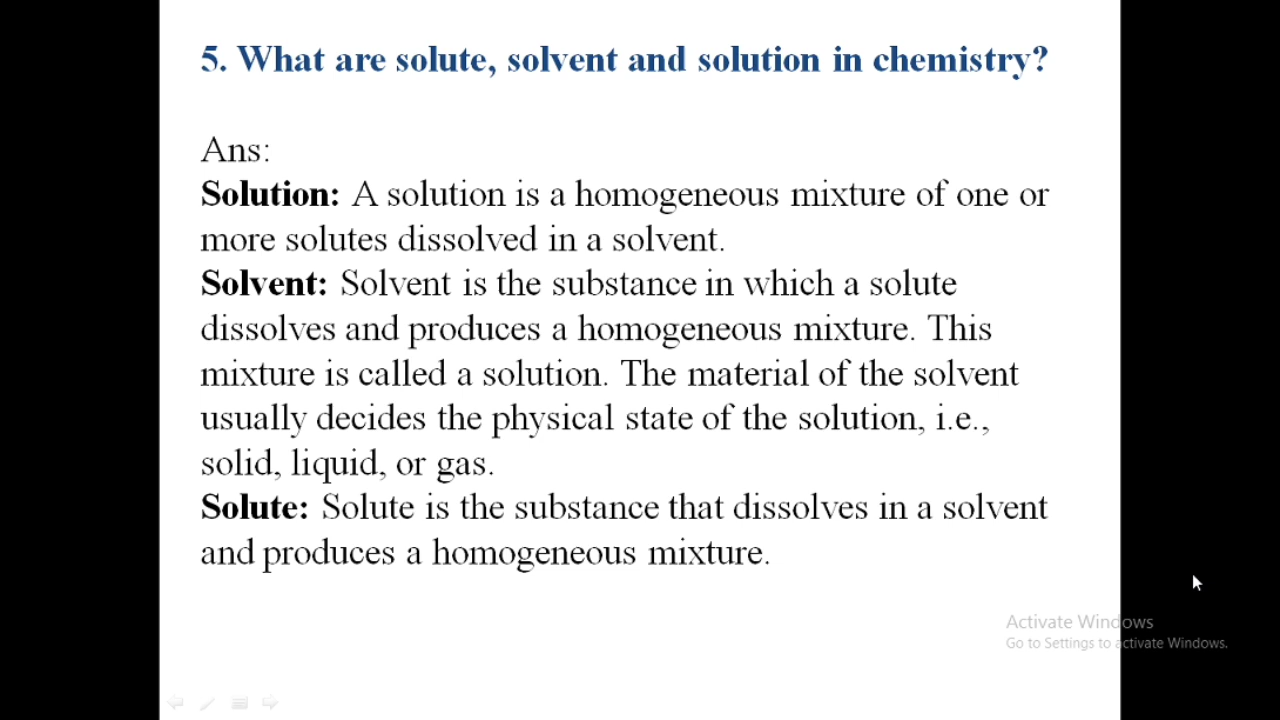 5. What are solute, solvent and solution in chemistry?
Ans:
Solution: A solution is a homogeneous mixture of one or
more solutes dissolved in a solvent.
Solvent: Solvent is the substance in which a solute
dissolves and produces a homogeneous mixture. This
mixture is called a solution. The material of the solvent
usually decides the physical state of the solution, i.e.,
solid, liquid, or gas.
Solute: Solute is the substance that dissolves in a solvent
and produces a homogeneous mixture.
Activate Windows
Go to Settings to activate Windows.